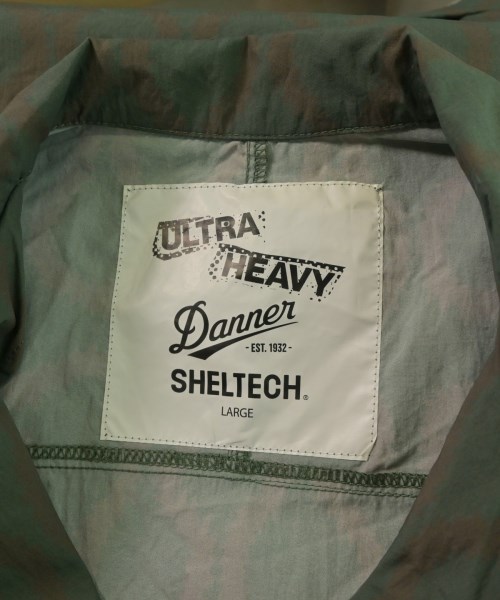 ULTRA
HEAVY
Danner
- EST. 1932 -
SHELTECH®
LARGE